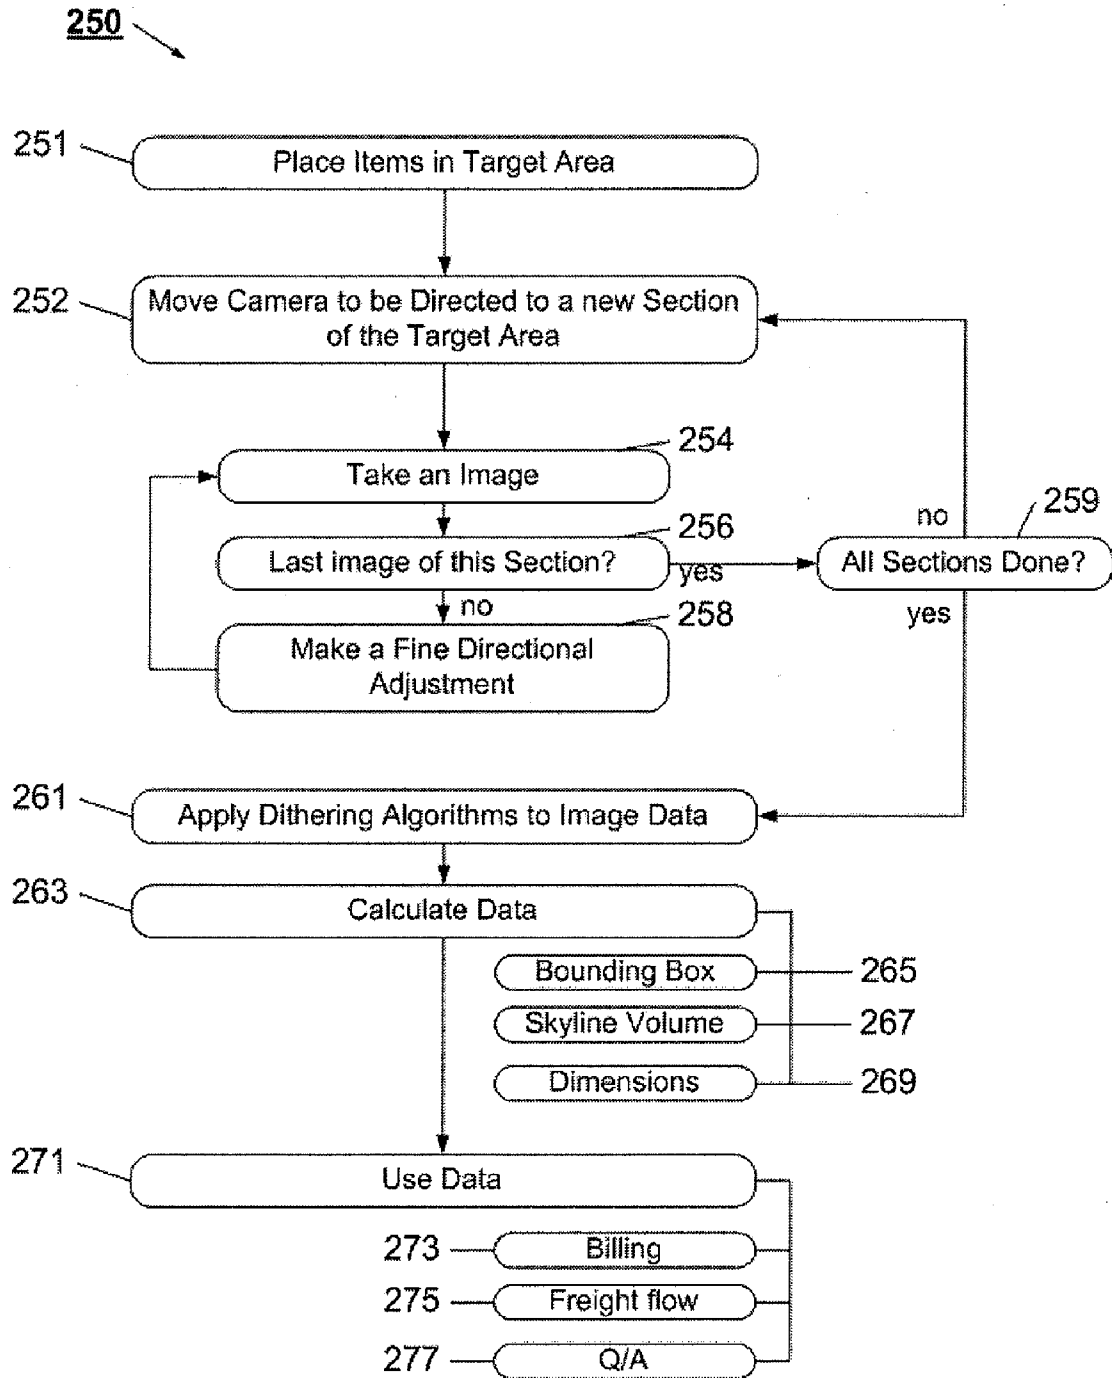 250
251
Place Items in Target Area
252
Move Camera to be Directed to a new Section
of the Target Area
254
Take an Image
256
Last image of this Section?
yes
no
259
All Sections Done?
no
yes
258
Make a Fine Directional
Adjustment
261
Apply Dithering Algorithms to Image Data
263
Calculate Data
Bounding Box
265
Skyline Volume
267
Dimensions
269
271
Use Data
273
Billing
275
Freight flow
277
Q/A